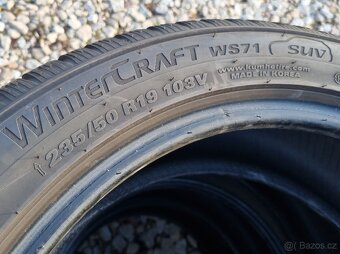 WINTERCRAFT WS71 SUV
www.kumhotire.com
MADE IN KOREA
235/50 R19 103V
bazos.cz